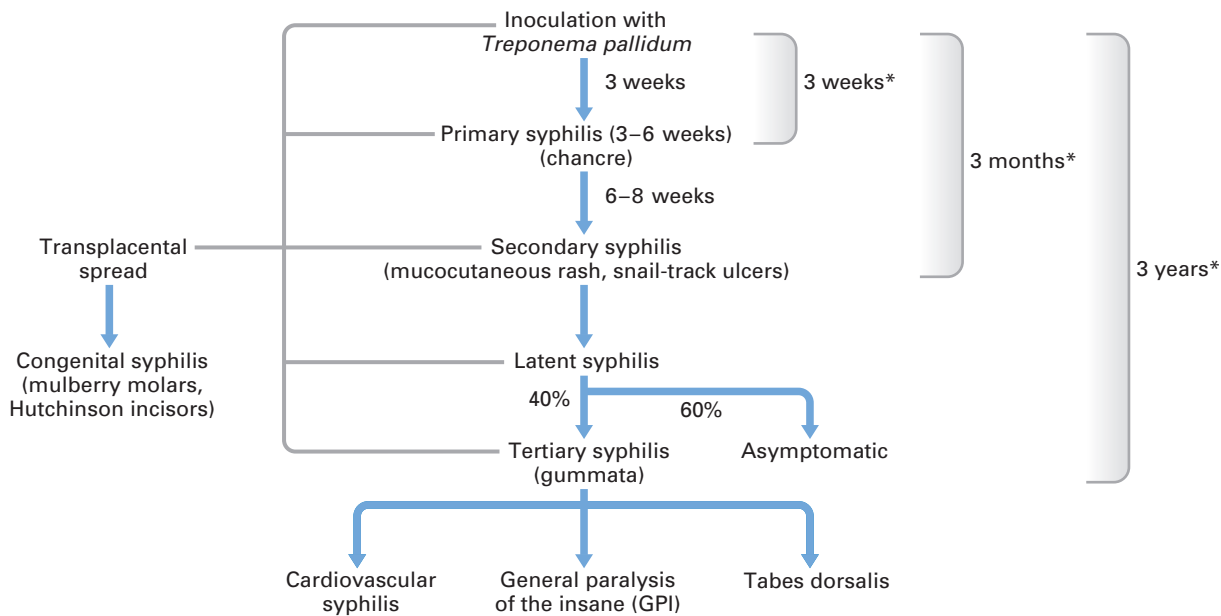 Inoculation with
Treponema pallidum
3 weeks
3 weeks*
Primary syphilis (3–6 weeks)
(chancre)
3 months*
6–8 weeks
Transplacental
spread
Secondary syphilis
(mucocutaneous rash, snail-track ulcers)
3 years*
Congenital syphilis
(mulberry molars,
Hutchinson incisors)
Latent syphilis
40%
60%
Tertiary syphilis
(gummata)
Asymptomatic
Cardiovascular
syphilis
General paralysis
of the insane (GPI)
Tabes dorsalis